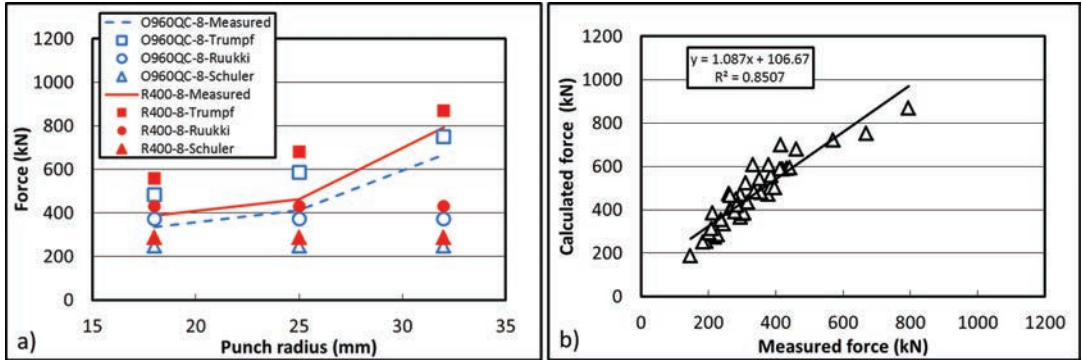 O960QC-8-Measured
O960QC-8-Trumpf
O960QC-8-Ruukki
O960QC-8-Schuler
R400-8-Measured
R400-8-Trumpf
R400-8-Ruukki
R400-8-Schuler
1200
1000
800
600
400
200
0
Force (kN)
15 20 25 30 35
Punch radius (mm)
a)
y = 1.087x + 106.67
R² = 0.8507
1200
1000
800
600
400
200
0
Calculated force (kN)
0 200 400 600 800 1000 1200
Measured force (kN)
b)